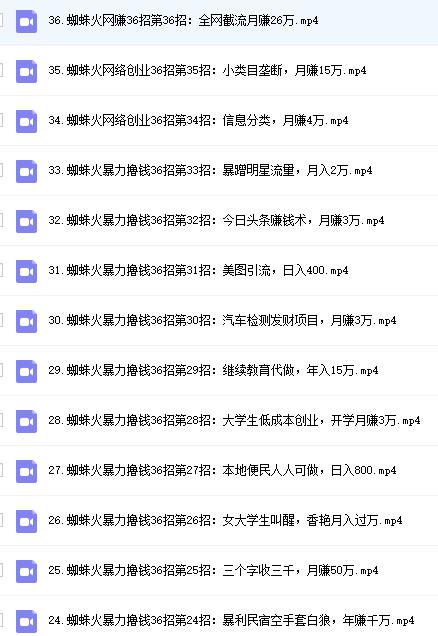 36.蜘蛛火网赚36招第36招：全网截流月赚26万.mp4
35.蜘蛛火网络创业36招第35招：小类目垄断，月赚15万.mp4
34.蜘蛛火网络创业36招第34招：信息分类，月赚4万.mp4
33.蜘蛛火暴力撸钱36招第33招：暴蹭明星流量，月入2万.mp4
32.蜘蛛火暴力撸钱36招第32招：今日头条赚钱术，月赚3万.mp4
31.蜘蛛火暴力撸钱36招第31招：美图引流，日入400.mp4
30.蜘蛛火暴力撸钱36招第30招：汽车检测发财项目，月赚3万.mp4
29.蜘蛛火暴力撸钱36招第29招：继续教育代做，年入15万.mp4
28.蜘蛛火暴力撸钱36招第28招：大学生低成本创业，开学月赚3万.mp4
27.蜘蛛火暴力撸钱36招第27招：本地便民人人可做，日入800.mp4
26.蜘蛛火暴力撸钱36招第26招：女大学生叫醒，香艳月入过万.mp4
25.蜘蛛火暴力撸钱36招第25招：三个字收三千，月赚50万.mp4
24.蜘蛛火暴力撸钱36招第24招：暴利民宿空手套白狼，年赚千万.mp4